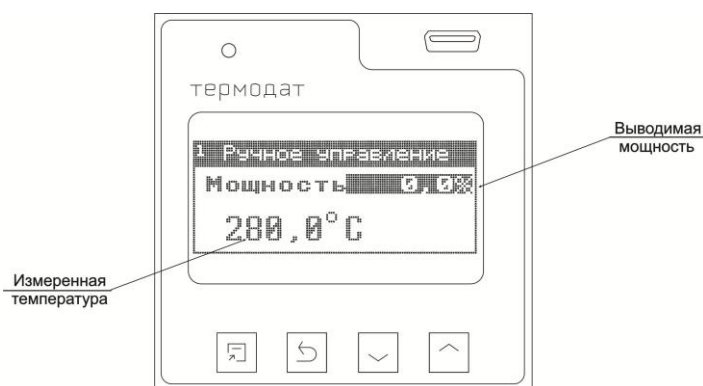 термодат
1 Ручное управление
Мощность 0,0%
280,0°C
Выводимая
мощность
Измеренная
температура